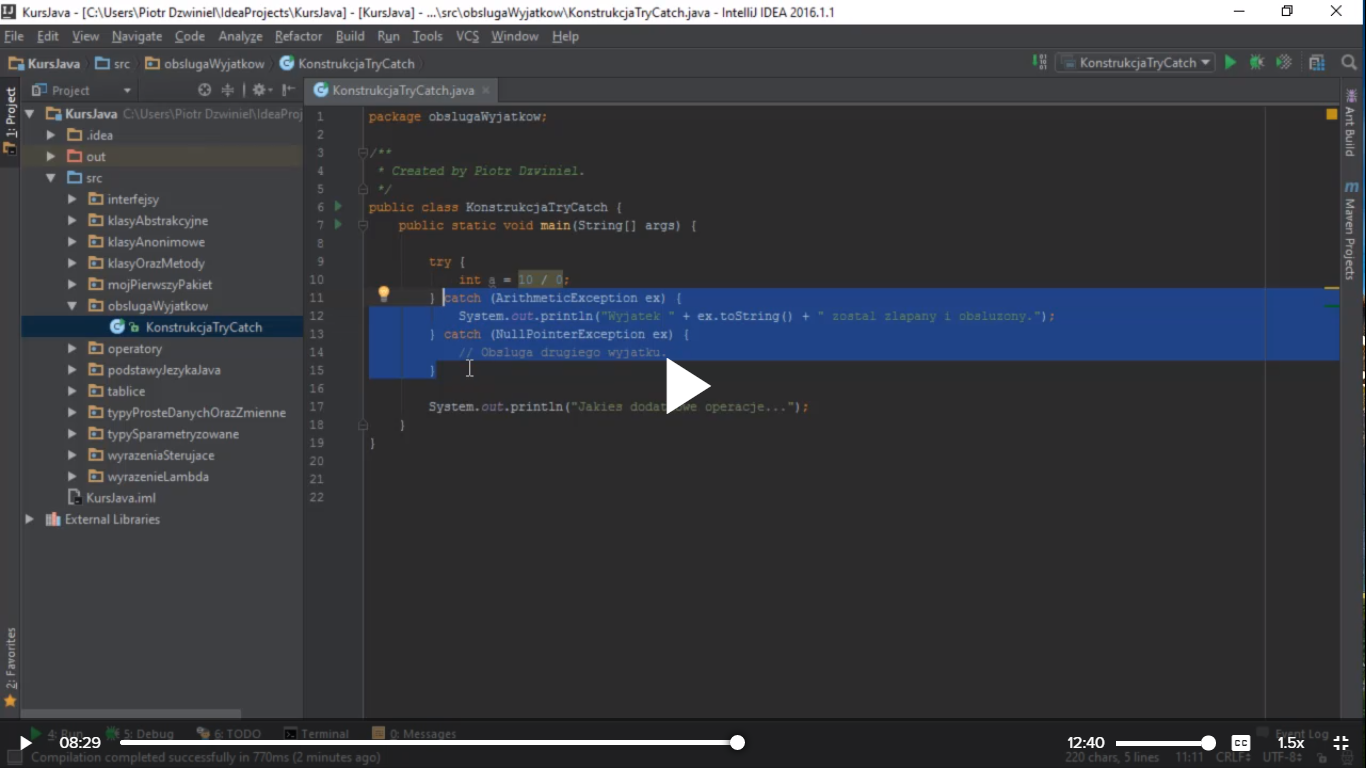 KursJava - [C:\Users\Piotr Dzwiniel\IdeaProjects\KursJava] - [KursJava] - ...\src\obslugaWyjatkow\KonstrukcjaTryCatch.java - IntelliJ IDEA 2016.1.1
File Edit View Navigate Code Analyze Refactor Build Run Tools VCS Window Help
KursJava src obslugaWyjatkow KonstrukcjaTryCatch KonstrukcjaTryCatch
1: Project
Project
KonstrukcjaTryCatch.java
KursJava C:\Users\Piotr Dzwiniel\IdeaProj
.idea
out
src
interfejsy
klasyAbstrakcyjne
klasyAnonimowe
klasyOrazMetody
mojPierwszyPakiet
obslugaWyjatkow
KonstrukcjaTryCatch
operatory
podstawyJezykaJava
tablice
typyProsteDanychOrazZmienne
typySparametryzowane
wyrazeniaSterujace
wyrazenieLambda
KursJava.iml
External Libraries
2: Favorites
1 package obslugaWyjatkow;
2
3 /**
4 * Created by Piotr Dzwiniel.
5 */
6 public class KonstrukcjaTryCatch {
7 public static void main(String[] args) {
8
9 try {
10 int a = 10 / 0;
11 } catch (ArithmeticException ex) {
12 System.out.println("Wyjatek " + ex.toString() + " zostal zlapany i obsluzony.");
13 } catch (NullPointerException ex) {
14 // Obsluga drugiego wyjatku.
15 }
16
17 System.out.println("Jakies dodatkowe operacje...");
18 }
19 }
20
21
22
Ant Build
m Maven Projects
4: Run 5: Debug 6: TODO Terminal 0: Messages Event Log
08:29 12:40 CC 1.5x
Compilation completed successfully in 770ms (2 minutes ago) 220 chars, 5 lines 11:11 CRLF UTF-8